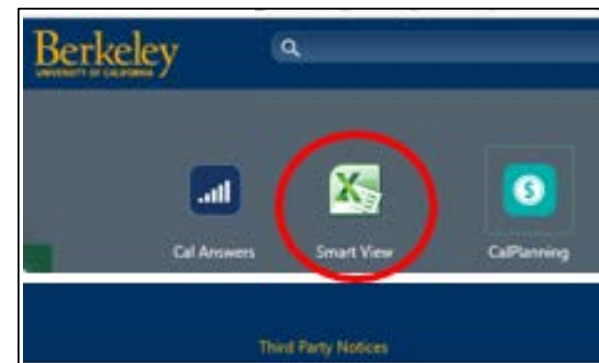 Berkeley
UNIVERSITY OF CALIFORNIA
Cal Answers
Smart View
CalPlanning
Third Party Notices